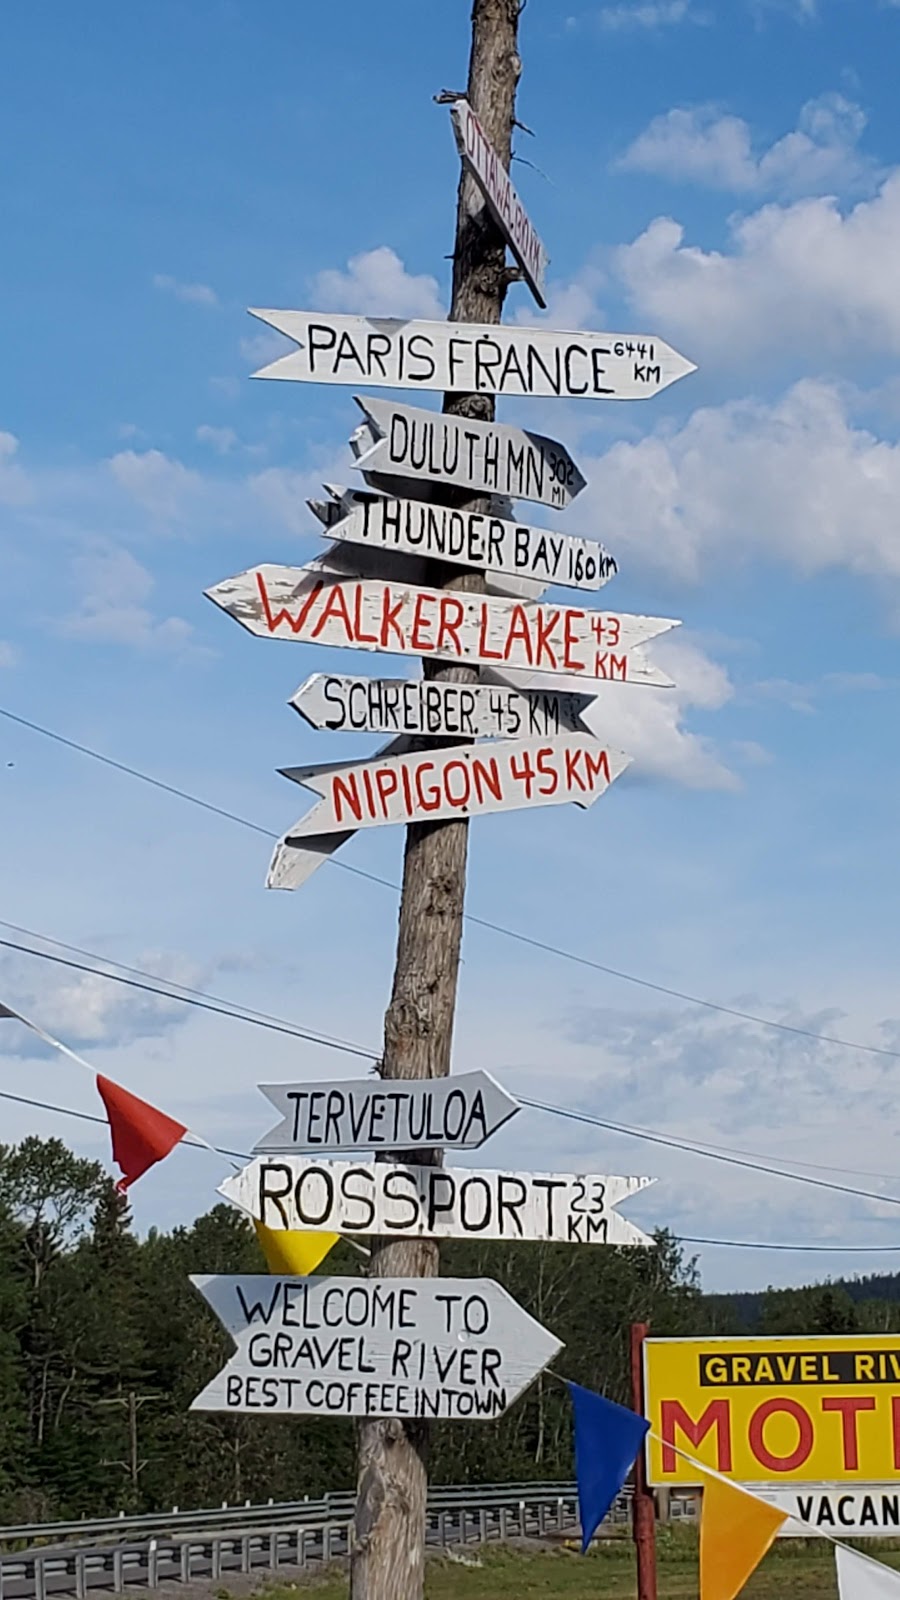 PARIS FRANCE 6441 KM
DULUTH MN 302 MI
THUNDER BAY 160 KM
WALKER LAKE 43 KM
SCHREIBER 45 KM
NIPIGON 45 KM
TERVETULOA
ROSSPORT 23 KM
WELCOME TO
GRAVEL RIVER
BEST COFFEE IN TOWN
GRAVEL RIV
MOT
VACAN